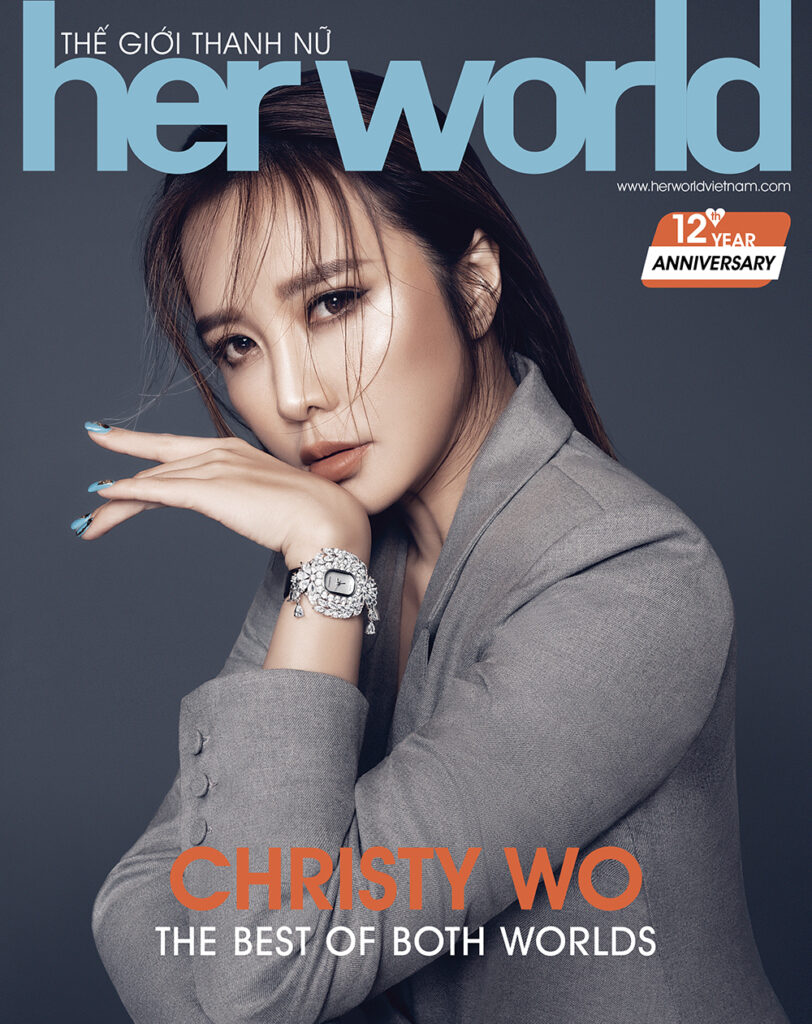 THẾ GIỚI THANH NỮ
her world
www.herworldvietnam.com
12th
YEAR
ANNIVERSARY
CHRISTY WO
THE BEST OF BOTH WORLDS